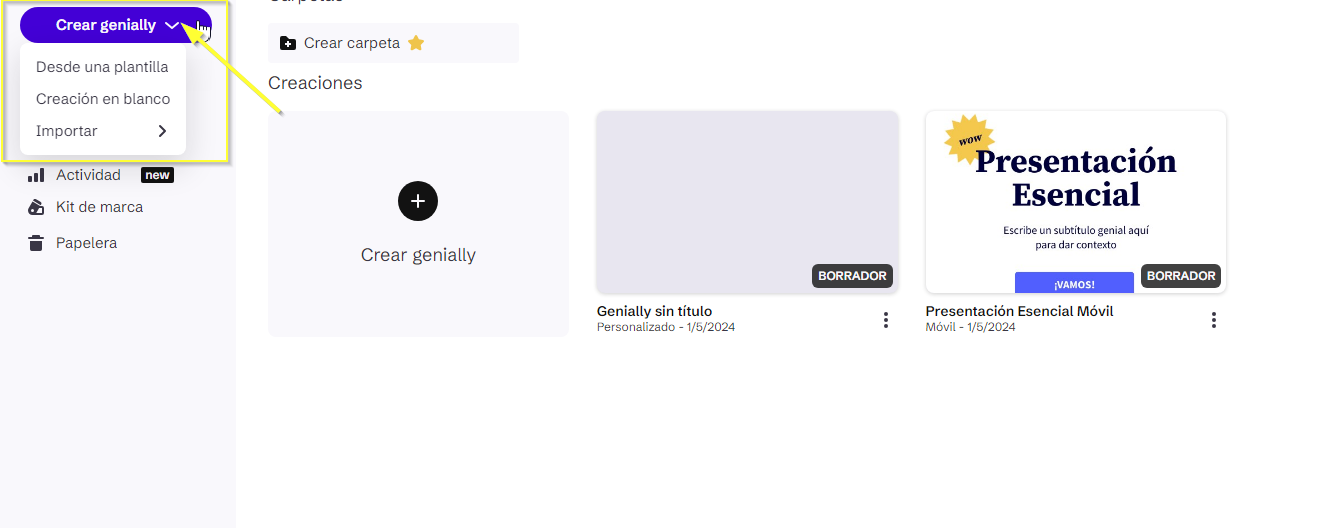 Carpetas
Crear genially
Desde una plantilla
Creación en blanco
Importar
Actividad new
Kit de marca
Papelera
Crear carpeta
Creaciones
Crear genially
BORRADOR
Genially sin título
Personalizado - 1/5/2024
wow
Presentación
Esencial
Escribe un subtítulo genial aquí
para dar contexto
¡VAMOS!
BORRADOR
Presentación Esencial Móvil
Móvil - 1/5/2024